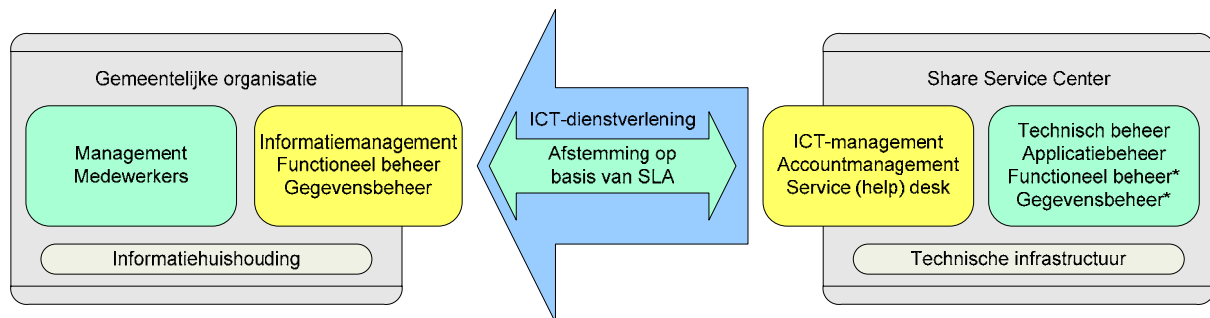 Gemeentelijke organisatie
Management
Medewerkers
Informatiemanagement
Functioneel beheer
Gegevensbeheer
Informatiehuishouding
ICT-dienstverlening
Afstemming op
basis van SLA
Share Service Center
ICT-management
Accountmanagement
Service (help) desk
Technisch beheer
Applicatiebeheer
Functioneel beheer*
Gegevensbeheer*
Technische infrastructuur